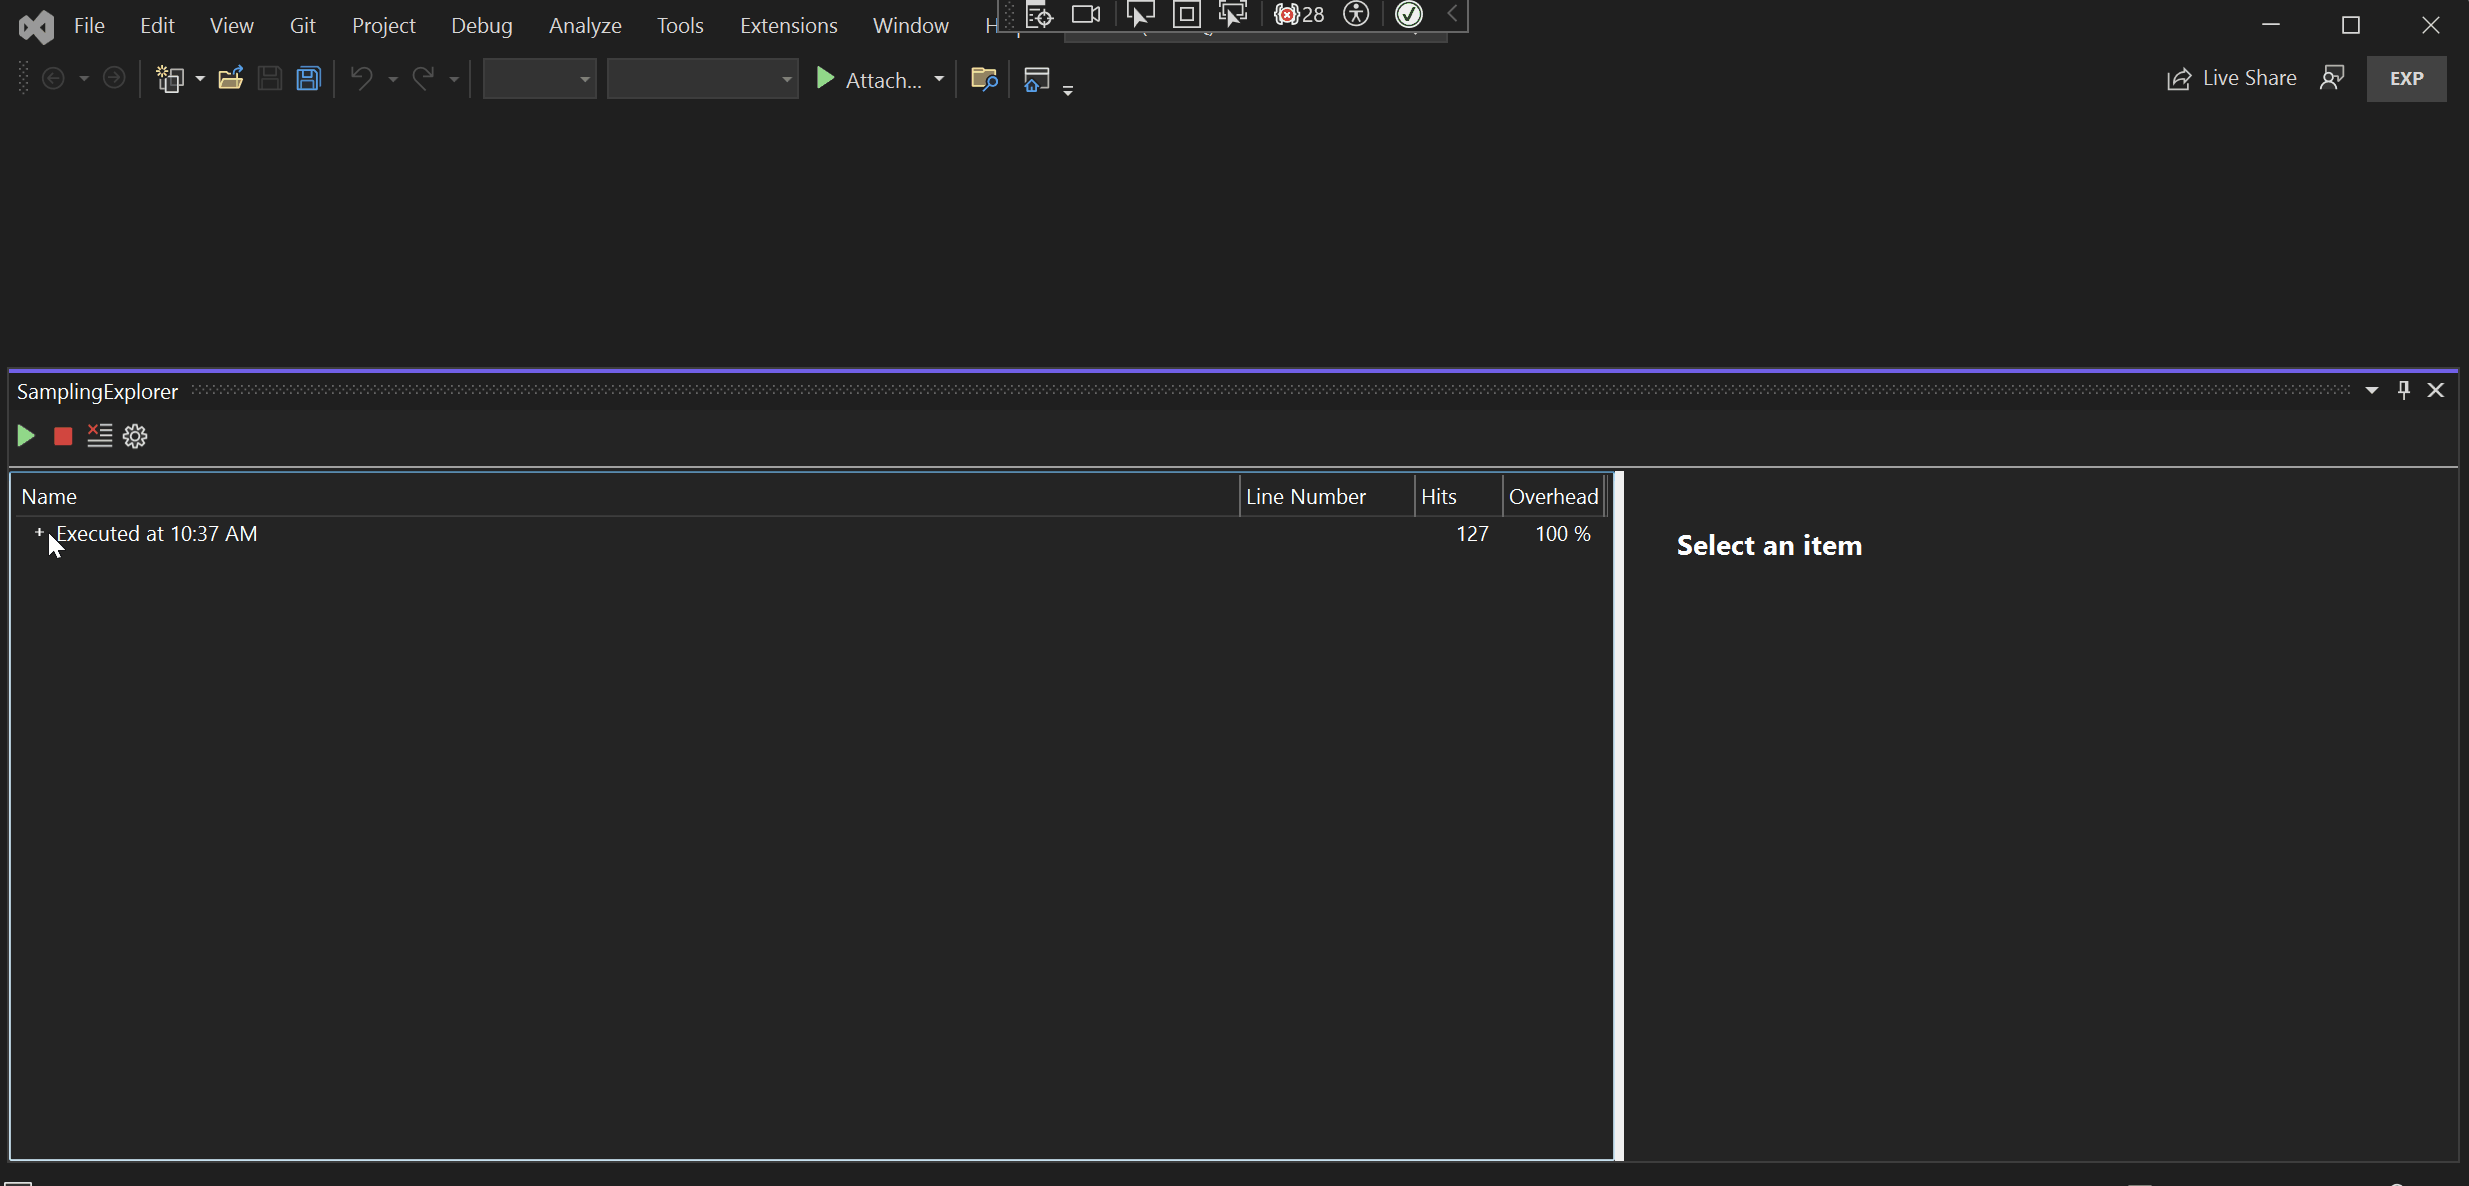 File Edit View Git Project Debug Analyze Tools Extensions Window
28
Attach...
Live Share
EXP
SamplingExplorer
Name Line Number Hits Overhead
Executed at 10:37 AM 127 100 %
Select an item